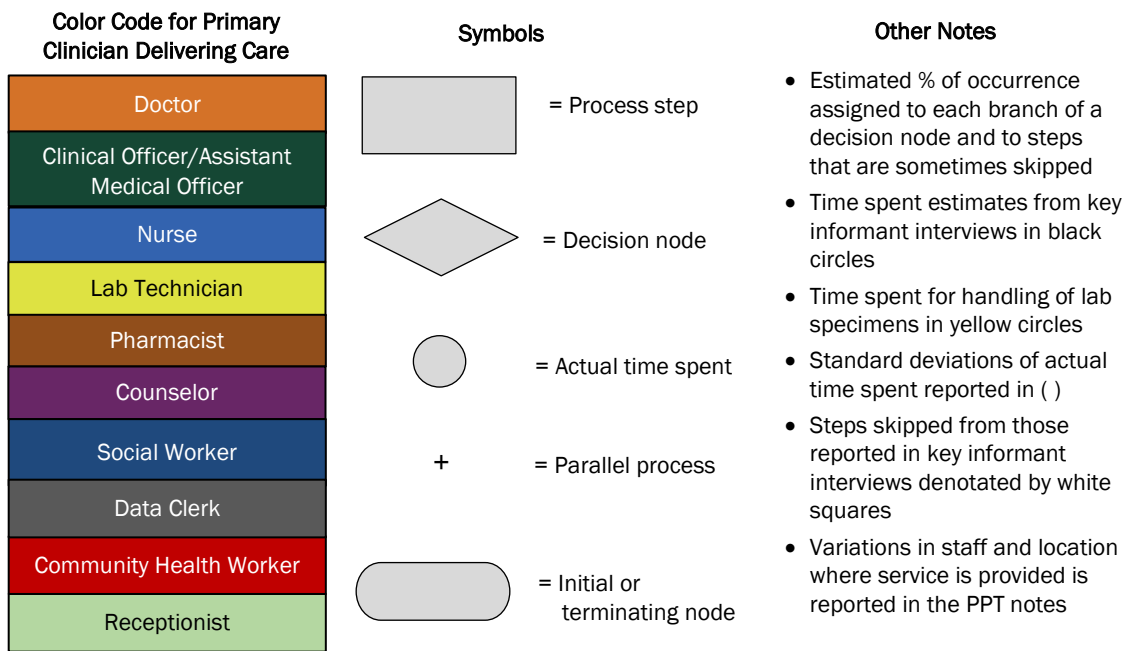 Color Code for Primary
Clinician Delivering Care
Doctor
Clinical Officer/Assistant
Medical Officer
Nurse
Lab Technician
Pharmacist
Counselor
Social Worker
Data Clerk
Community Health Worker
Receptionist
Symbols
= Process step
= Decision node
= Actual time spent
+ = Parallel process
= Initial or
terminating node
Other Notes
• Estimated % of occurrence
assigned to each branch of a
decision node and to steps
that are sometimes skipped
• Time spent estimates from key
informant interviews in black
circles
• Time spent for handling of lab
specimens in yellow circles
• Standard deviations of actual
time spent reported in ( )
• Steps skipped from those
reported in key informant
interviews denotated by white
squares
• Variations in staff and location
where service is provided is
reported in the PPT notes